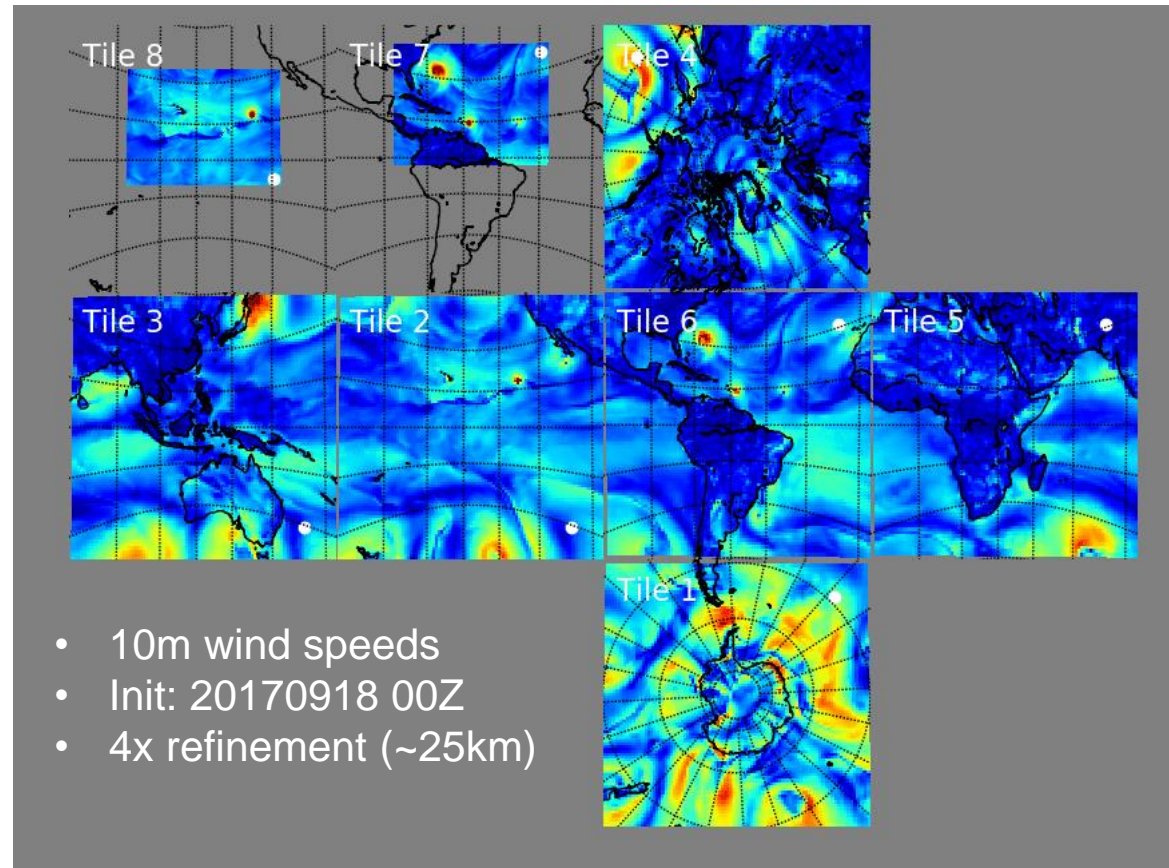 Tile 8
Tile 7
Tile 4
Tile 3
Tile 2
Tile 6
Tile 5
Tile 1
• 10m wind speeds
• Init: 20170918 00Z
• 4x refinement (~25km)